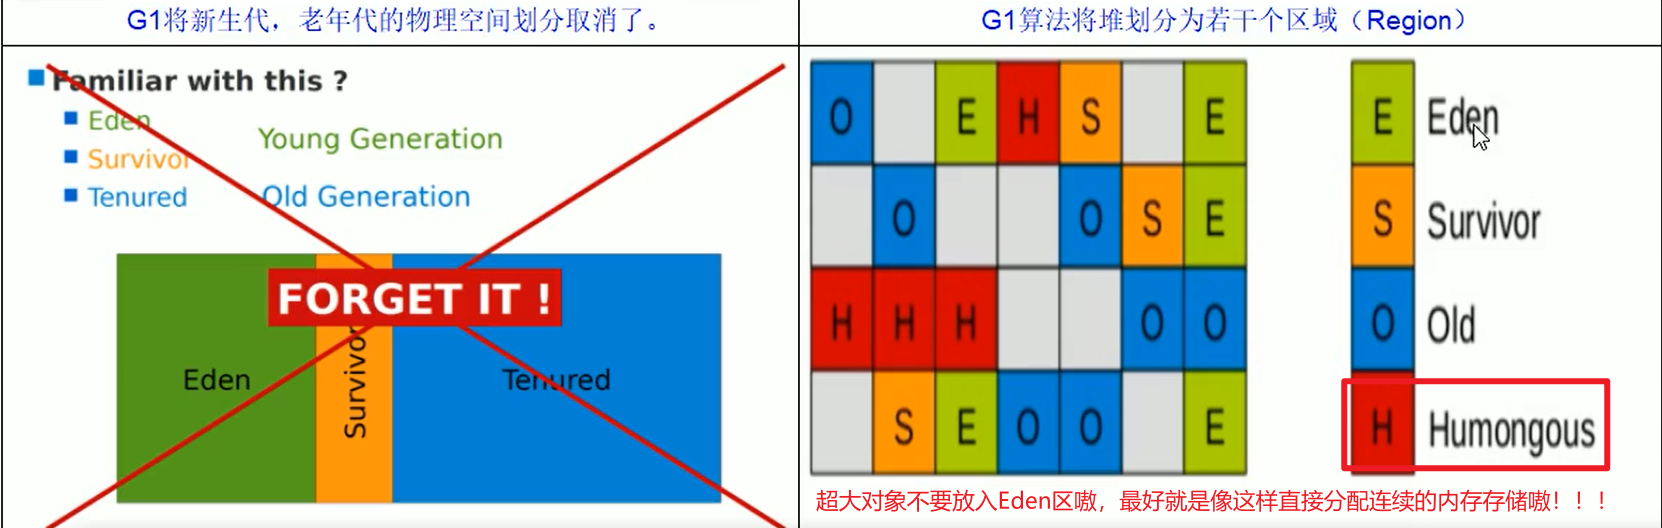 G1将新生代，老年代的物理空间划分取消了。
Familiar with this ?
Eden
Survivor
Tenured
Young Generation
Old Generation
FORGET IT !
Eden
Survivor
Tenured
G1算法将堆划分为若干个区域（Region）
O E H S E
O O S E
H H H O O
S E O O E
E Eden
S Survivor
O Old
H Humongous
超大对象不要放入Eden区嗷，最好就是像这样直接分配连续的内存存储嗷！！！